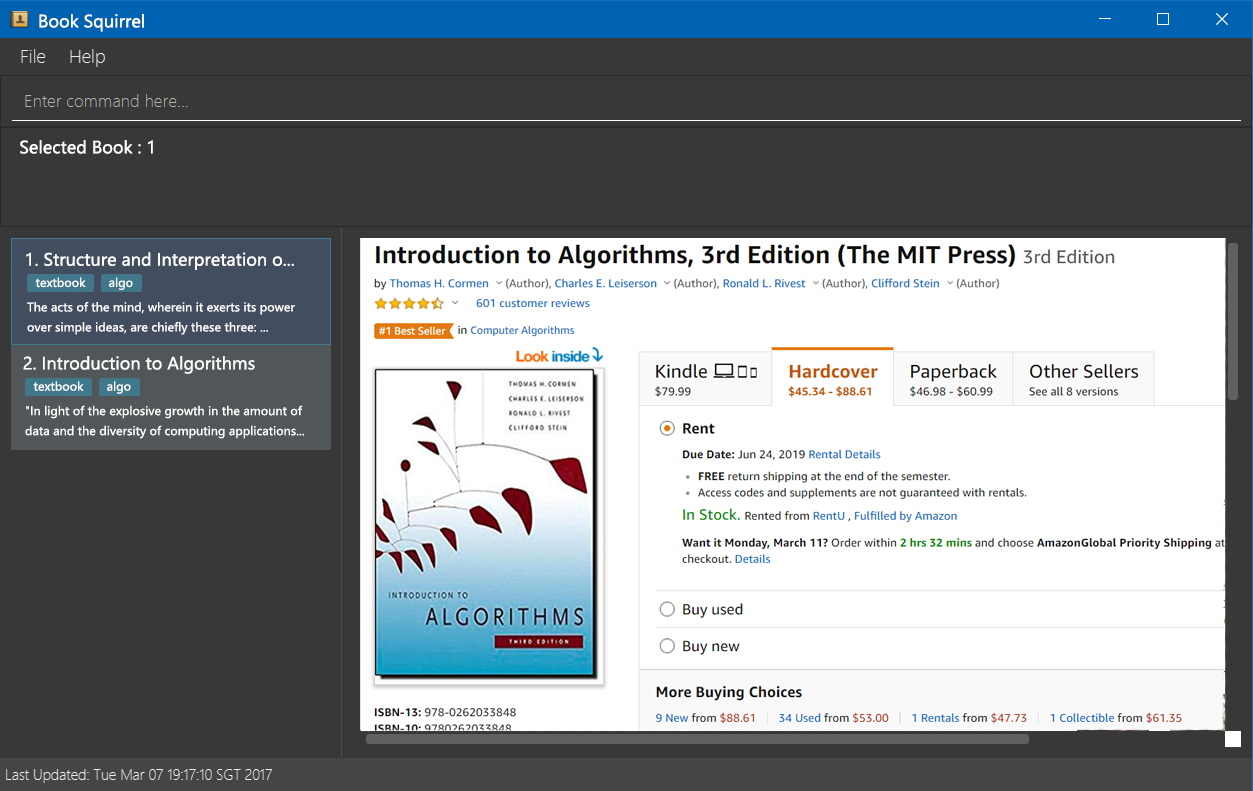 Book Squirrel
File Help
Enter command here...
Selected Book : 1
1. Structure and Interpretation o...
textbook algo
The acts of the mind, wherein it exerts its power
over simple ideas, are chiefly these three: ...
2. Introduction to Algorithms
textbook algo
"In light of the explosive growth in the amount of
data and the diversity of computing applications...
Introduction to Algorithms, 3rd Edition (The MIT Press) 3rd Edition
by Thomas H. Cormen (Author), Charles E. Leiserson (Author), Ronald L. Rivest (Author), Clifford Stein (Author)
601 customer reviews
#1 Best Seller in Computer Algorithms
Look inside
THOMAS H. CORMEN
CHARLES E. LEISERSON
RONALD L. RIVEST
CLIFFORD STEIN
INTRODUCTION TO
ALGORITHMS
THIRD EDITION
ISBN-13: 978-0262033848
ISBN-10: 9780262033848
Kindle
$79.99
Hardcover
$45.34 - $88.61
Paperback
$46.98 - $60.99
Other Sellers
See all 8 versions
Rent
Due Date: Jun 24, 2019 Rental Details
• FREE return shipping at the end of the semester.
• Access codes and supplements are not guaranteed with rentals.
In Stock. Rented from RentU , Fulfilled by Amazon
Want it Monday, March 11? Order within 2 hrs 32 mins and choose AmazonGlobal Priority Shipping at
checkout. Details
Buy used
Buy new
More Buying Choices
9 New from $88.61 34 Used from $53.00 1 Rentals from $47.73 1 Collectible from $61.35
Last Updated: Tue Mar 07 19:17:10 SGT 2017